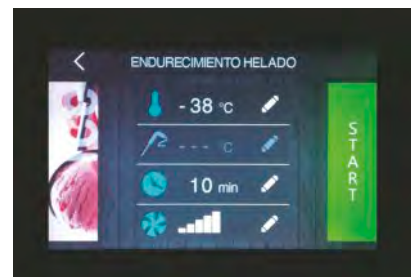 ENDURECIMIENTO HELADO
- 38 °C
- - - °C
10 min
START